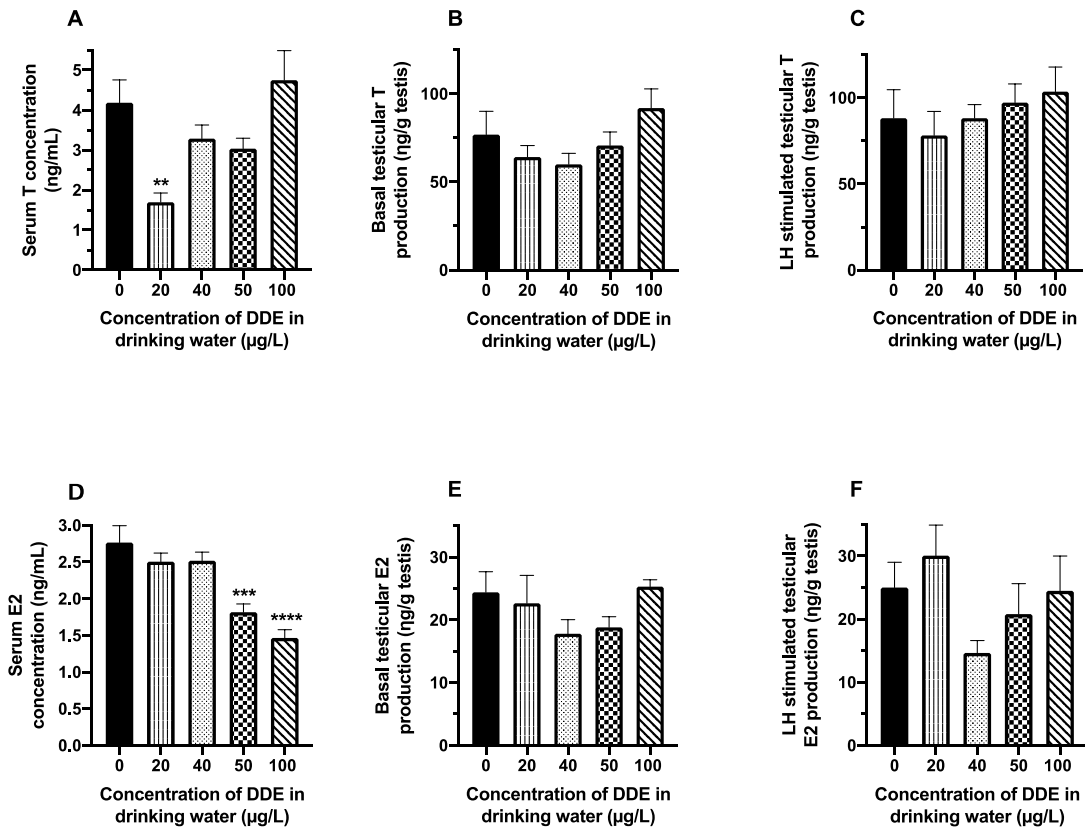 A
Serum T concentration
(ng/mL)
5
4
3
2
1
0
**
0 20 40 50 100
Concentration of DDE in
drinking water (µg/L)
B
Basal testicular T
production (ηg/g testis)
100
50
0
0 20 40 50 100
Concentration of DDE in
drinking water (µg/L)
C
LH stimulated testicular T
production (ηg/g testis)
100
50
0
0 20 40 50 100
Concentration of DDE in
drinking water (µg/L)
D
Serum E2
concentration (ng/mL)
3.0
2.5
2.0
1.5
1.0
0.5
0.0
***
****
0 20 40 50 100
Concentration of DDE in
drinking water (µg/L)
E
Basal testicular E2
production (ηg/g testis)
30
20
10
0
0 20 40 50 100
Concentration of DDE in
drinking water (µg/L)
F
LH stimulated testicular
E2 production (ηg/g testis)
30
20
10
0
0 20 40 50 100
Concentration of DDE in
drinking water (µg/L)